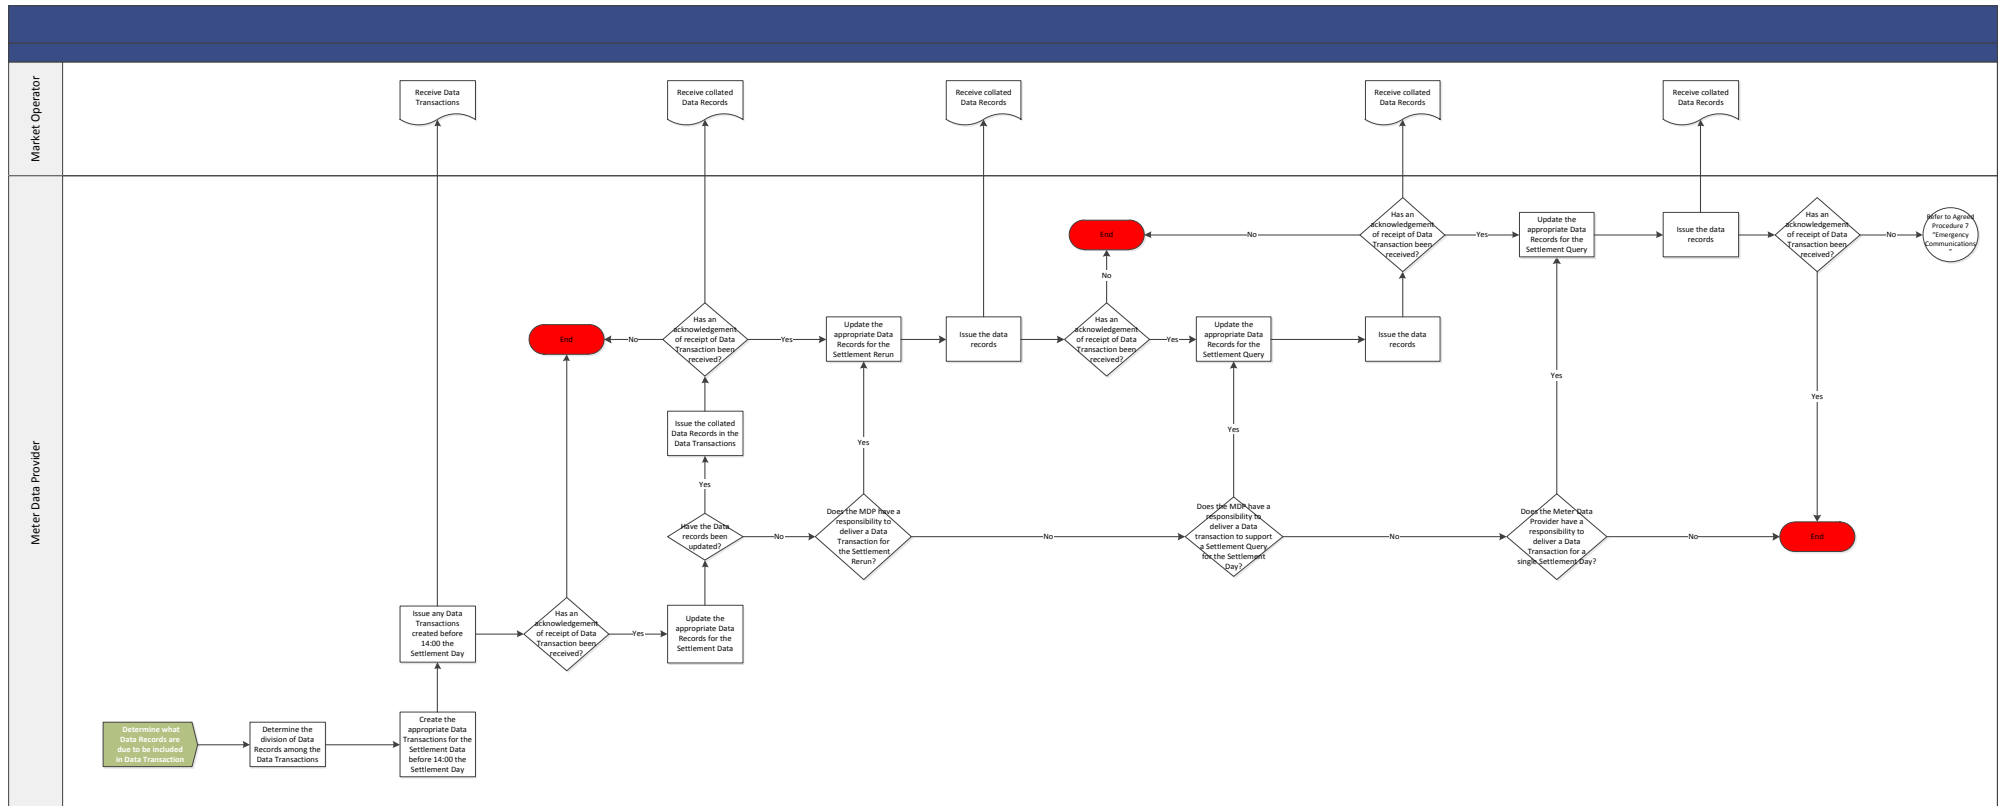 Market Operator
Receive Data
Transactions
Receive collated
Data Records
Receive collated
Data Records
Receive collated
Data Records
Receive collated
Data Records
Meter Data Provider
Has an
acknowledgement
of receipt of Data
Transaction been
received?
No
Yes
Update the
appropriate Data
Records for the
Settlement Query
Issue the data
records
Has an
acknowledgement
of receipt of Data
Transaction been
received?
No
Refer to Agreed
Procedure 7
"Emergency
Communications
"
End
No
Yes
End
No
Has an
acknowledgement
of receipt of Data
Transaction been
received?
Yes
Update the
appropriate Data
Records for the
Settlement Rerun
Issue the data
records
Has an
acknowledgement
of receipt of Data
Transaction been
received?
Yes
Update the
appropriate Data
Records for the
Settlement Query
Issue the data
records
Yes
Issue the collated
Data Records in the
Data Transactions
Yes
Yes
Yes
Have the Data
records been
updated?
No
Does the MDP have a
responsibility to
deliver a Data
Transaction for
the Settlement
Rerun?
No
Does the MDP have a
responsibility to
deliver a Data
transaction to support
a Settlement Query
for the Settlement
Day?
No
Does the Meter Data
Provider have a
responsibility to
deliver a Data
Transaction for a
single Settlement Day?
No
End
Issue any Data
Transactions
created before
14:00 the
Settlement Day
Has an
acknowledgement
of receipt of Data
Transaction been
received?
Yes
Update the
appropriate Data
Records for the
Settlement Data
Determine what
Data Records are
due to be included
in Data Transaction
Determine the
division of Data
Records among the
Data Transactions
Create the
appropriate Data
Transactions for the
Settlement Data
before 14:00 the
Settlement Day